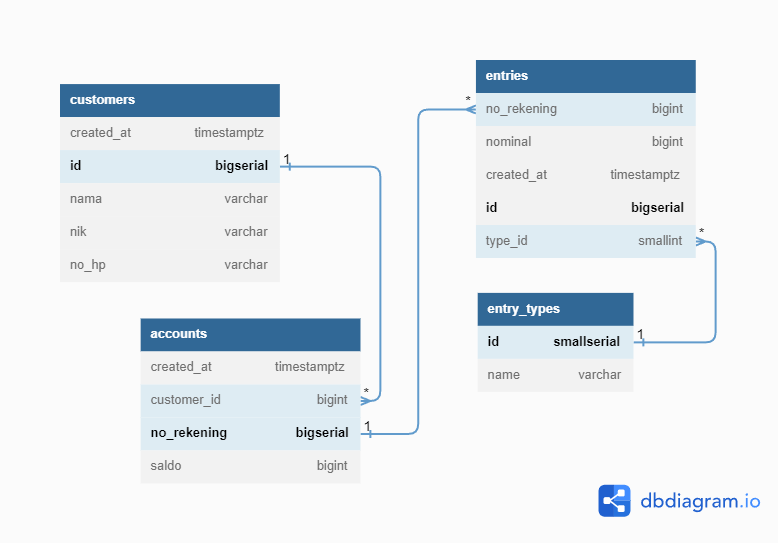 customers
created_at timestamptz
id bigserial
1
nama varchar
nik varchar
no_hp varchar
accounts
created_at timestamptz
customer_id bigint
*
no_rekening bigserial
1
saldo bigint
entries
*
no_rekening bigint
nominal bigint
created_at timestamptz
id bigserial
type_id smallint
*
entry_types
id smallserial
1
name varchar
dbdiagram.io